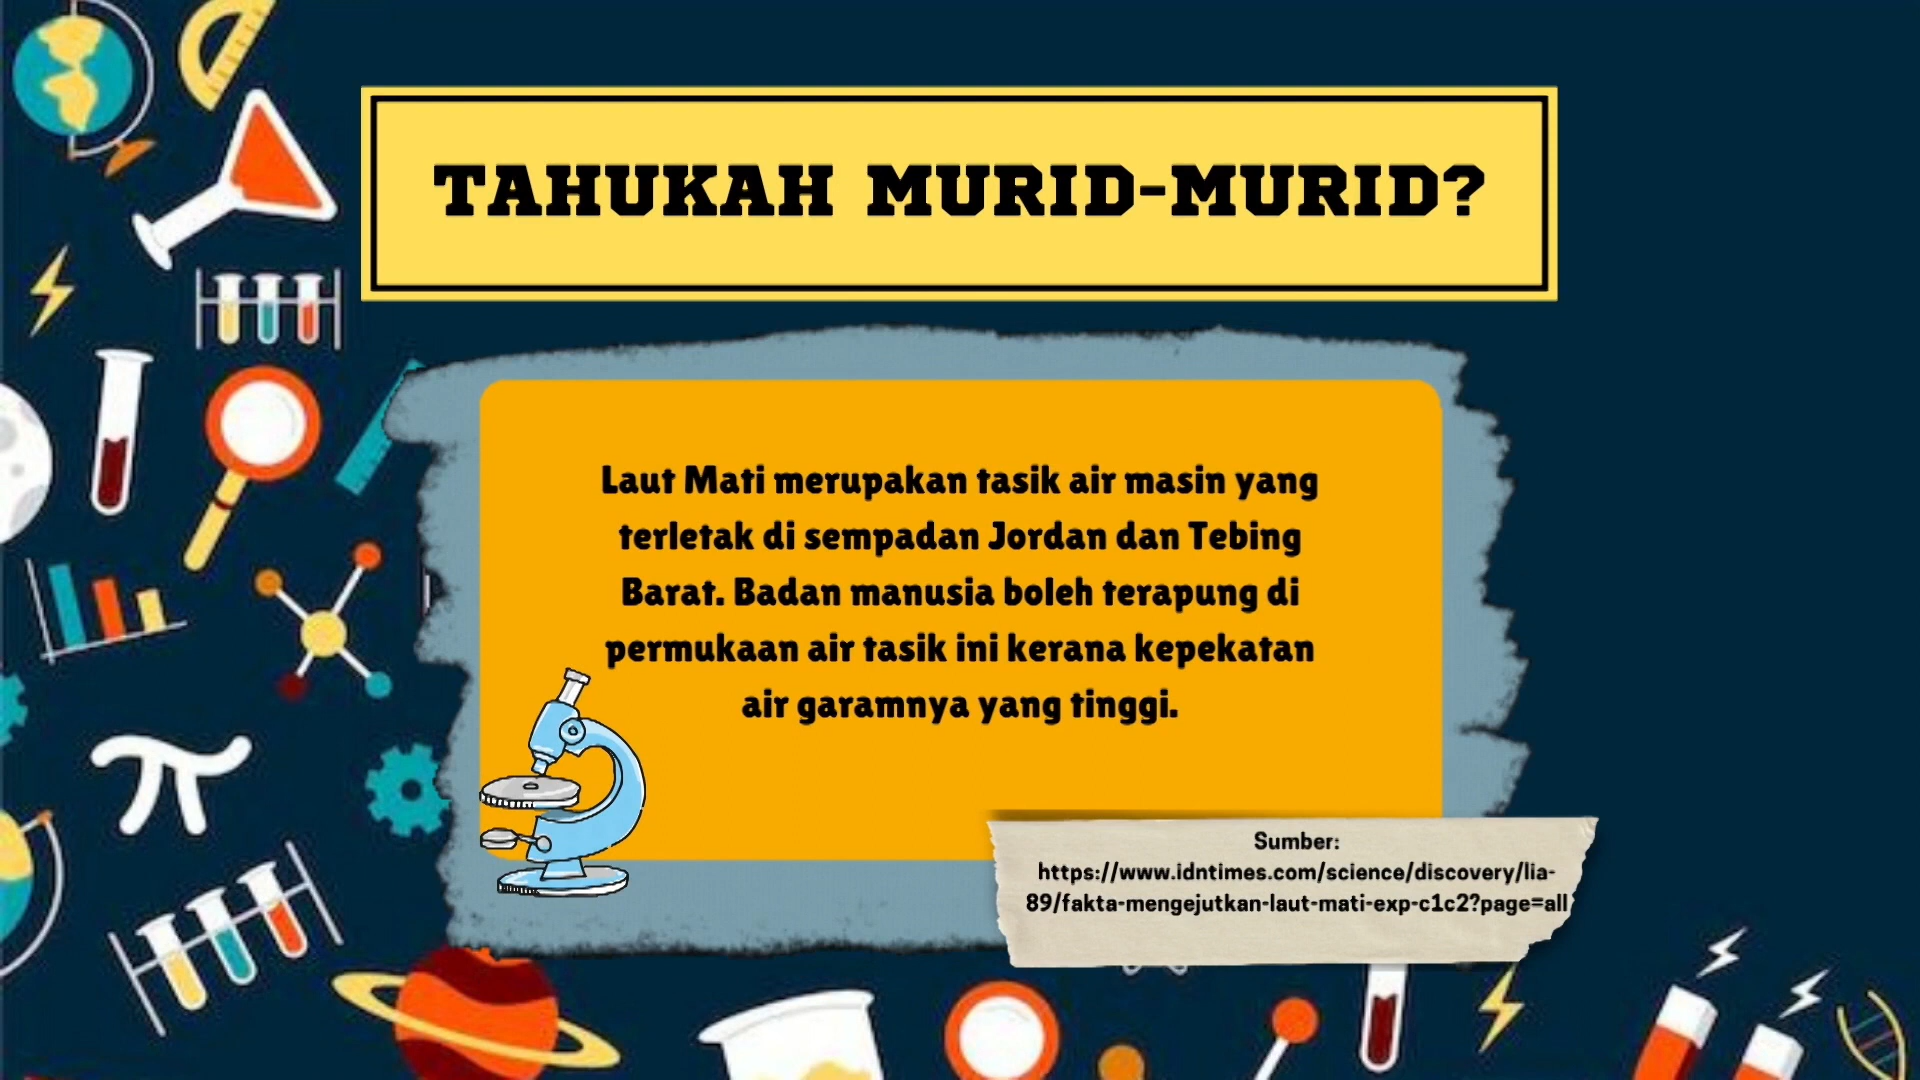 TAHUKAH MURID-MURID?
Laut Mati merupakan tasik air masin yang
terletak di sempadan Jordan dan Tebing
Barat. Badan manusia boleh terapung di
permukaan air tasik ini kerana kepekatan
air garamnya yang tinggi.
Sumber:
https://www.idntimes.com/science/discovery/lia-
89/fakta-mengejutkan-laut-mati-exp-c1c2?page=all